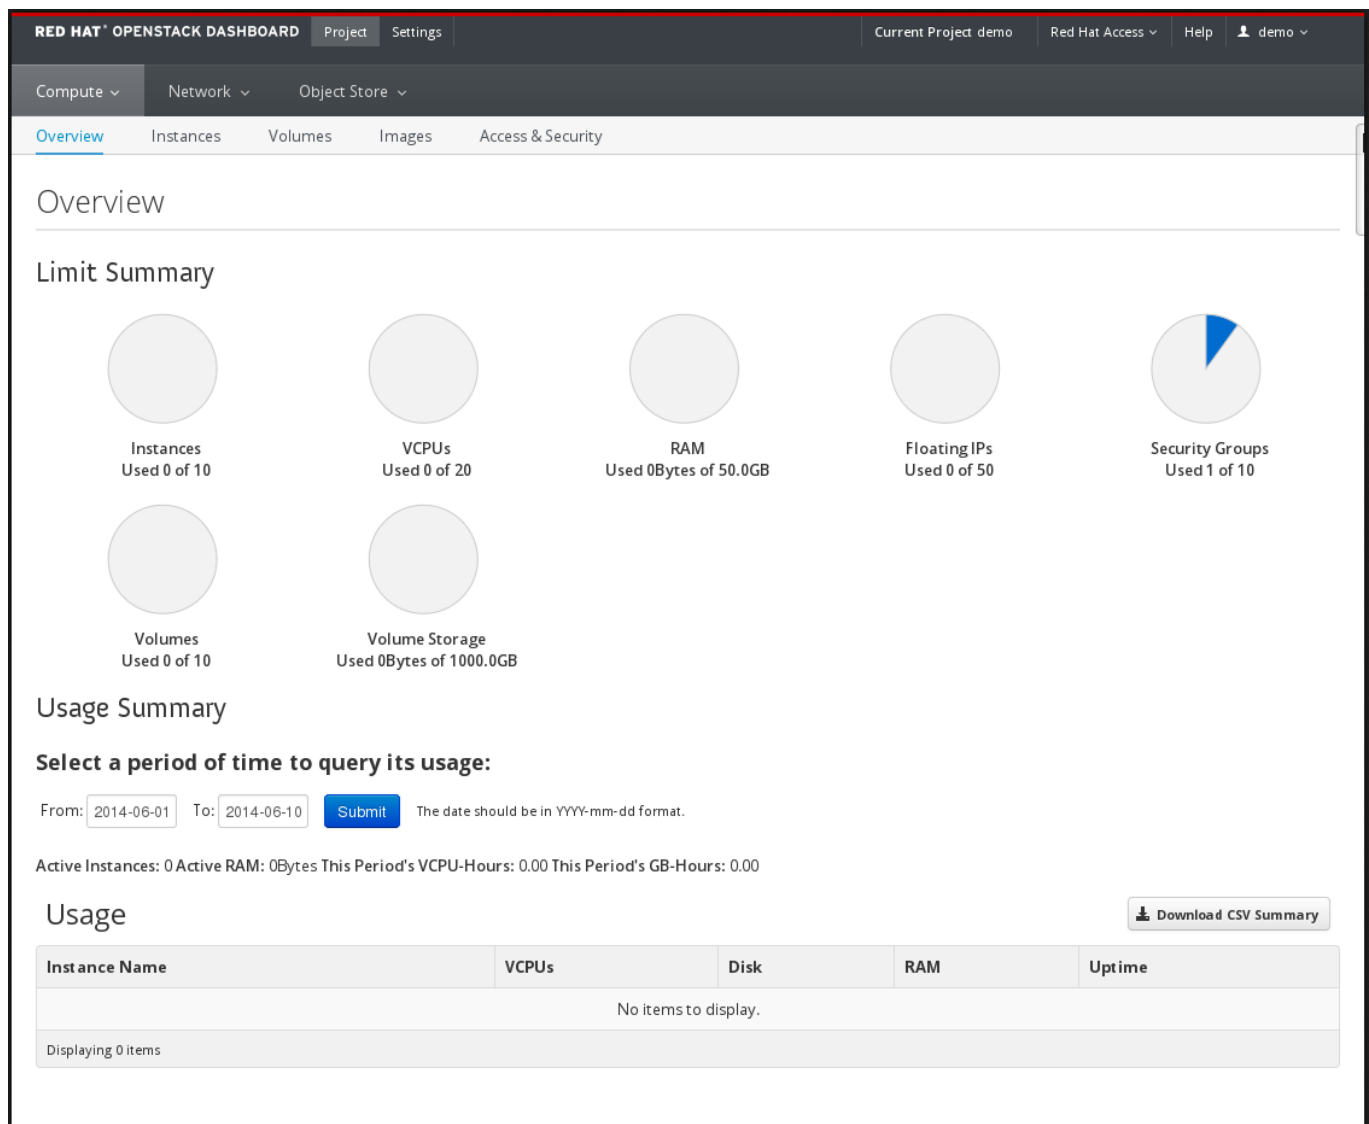 RED HAT® OPENSTACK DASHBOARD Project Settings Current Project demo Red Hat Access Help demo
Compute Network Object Store
Overview Instances Volumes Images Access & Security
Overview
Limit Summary
Instances VCPUs RAM Floating IPs Security Groups
Used 0 of 10 Used 0 of 20 Used 0Bytes of 50.0GB Used 0 of 50 Used 1 of 10
Volumes Volume Storage
Used 0 of 10 Used 0Bytes of 1000.0GB
Usage Summary
Select a period of time to query its usage:
From: 2014-06-01 To: 2014-06-10 Submit The date should be in YYYY-mm-dd format.
Active Instances: 0 Active RAM: 0Bytes This Period's VCPU-Hours: 0.00 This Period's GB-Hours: 0.00
Usage Download CSV Summary
Instance Name VCPUs Disk RAM Uptime
No items to display.
Displaying 0 items